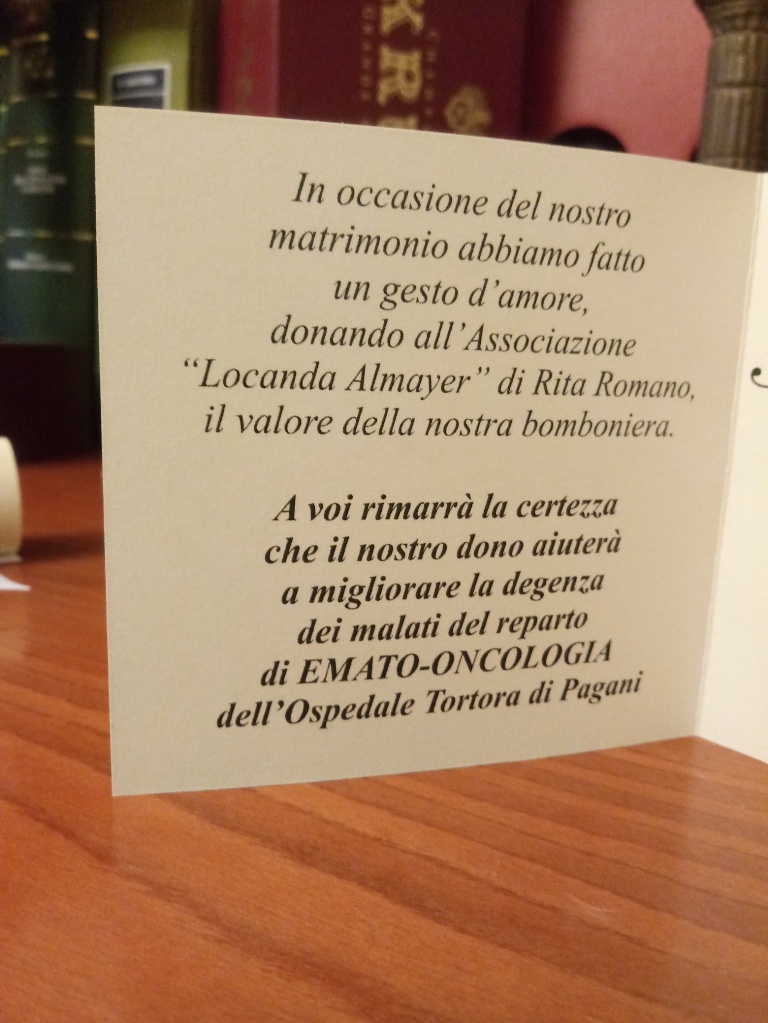 In occasione del nostro
matrimonio abbiamo fatto
un gesto d'amore,
donando all'Associazione
“Locanda Almayer” di Rita Romano,
il valore della nostra bomboniera.
A voi rimarrà la certezza
che il nostro dono aiuterà
a migliorare la degenza
dei malati del reparto
di EMATO-ONCOLOGIA
dell'Ospedale Tortora di Pagani